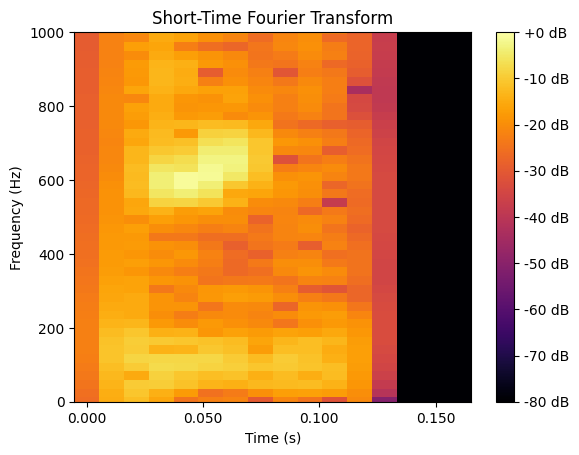 Short-Time Fourier Transform
1000
800
600
400
200
0
Frequency (Hz)
0.000
0.050
0.100
0.150
Time (s)
+0 dB
-10 dB
-20 dB
-30 dB
-40 dB
-50 dB
-60 dB
-70 dB
-80 dB